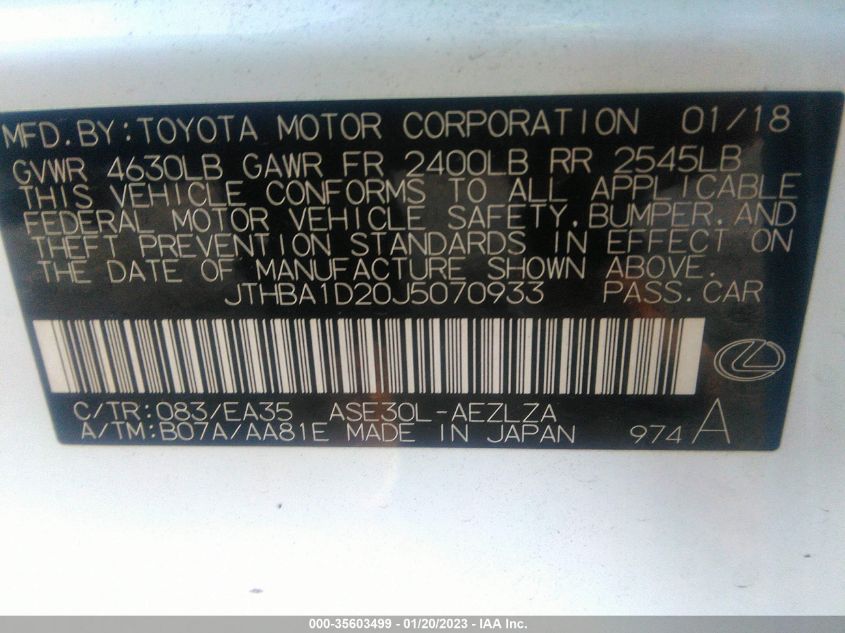 MFD.BY:TOYOTA MOTOR CORPORATION 01/18
GVWR 4630LB GAWR FR 2400LB RR 2545LB
THIS VEHICLE CONFORMS TO ALL APPLICABLE
FEDERAL MOTOR VEHICLE SAFETY,BUMPER,AND
THEFT PREVENTION STANDARDS IN EFFECT ON
THE DATE OF MANUFACTURE SHOWN ABOVE.
JTHBA1D20J5070933 PASS.CAR
C/TR:083/EA35 ASE30L-AEZLZA
A/TM:B07A/AA81E MADE IN JAPAN 974 A
000-35603499 - 01/20/2023 - IAA Inc.